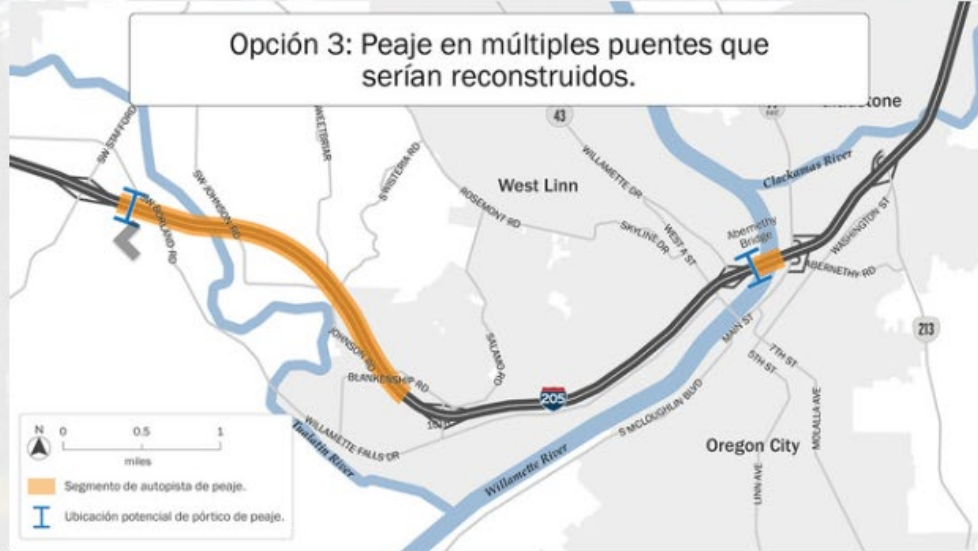 Opción 3: Peaje en múltiples puentes que
serían reconstruidos.
SW STAFFORD
SW BORLAND RD
SW JOHNSON RD
S WISTERIA RD
43
WILLAMETTE DR
West Linn
ROSEMONT RD
SKYLINE DR
WEST A ST
Clackamas River
Abernethy
Bridge
WASHINGTON ST
ABERNETHY RD
213
MAIN ST
7TH ST
5TH ST
JOHNSON RD
BLANKENSHIP RD
SALAMO RD
205
S MCLOUGHLIN BLVD
MOLALLA AVE
LINN AVE
Oregon City
WILLAMETTE FALLS DR
Tualatin River
Willamette River
N
0 0.5 1
miles
Segmento de autopista de peaje.
Ubicación potencial de pórtico de peaje.